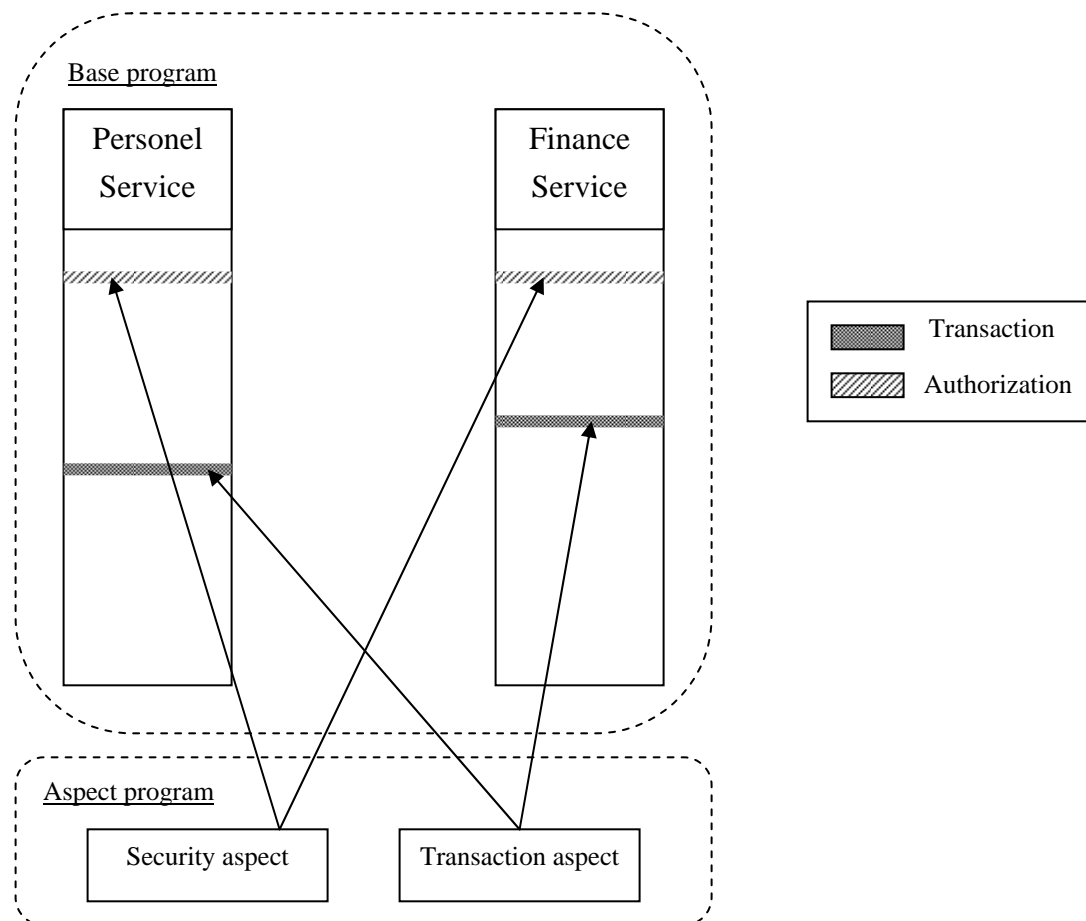 Base program
Personel
Service
Finance
Service
Transaction
Authorization
Aspect program
Security aspect
Transaction aspect